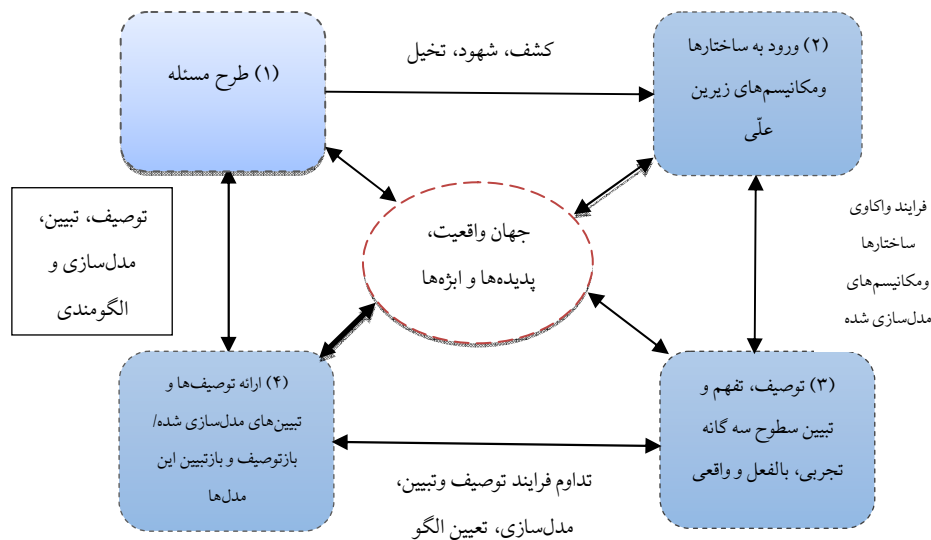 (۱) طرح مسئله
کشف، شهود، تخیل
(۲) ورود به ساختارها
ومکانیسم‌های زیرین
علّی
فرایند واکاوی
ساختارها
ومکانیسم‌های
مدل‌سازی شده
جهان واقعیت،
پدیده‌ها و ابژه‌ها
توصیف، تبیین،
مدل‌سازی و
الگومندی
(۳) توصیف، تفهم و
تبیین سطوح سه گانه
تجربی، بالفعل و واقعی
تداوم فرایند توصیف وتبیین،
مدل‌سازی، تعیین الگو
(۴) ارائه توصیف‌ها و
تبیین‌های مدل‌سازی شده/
بازتوصیف و بازتبیین این
مدل‌ها